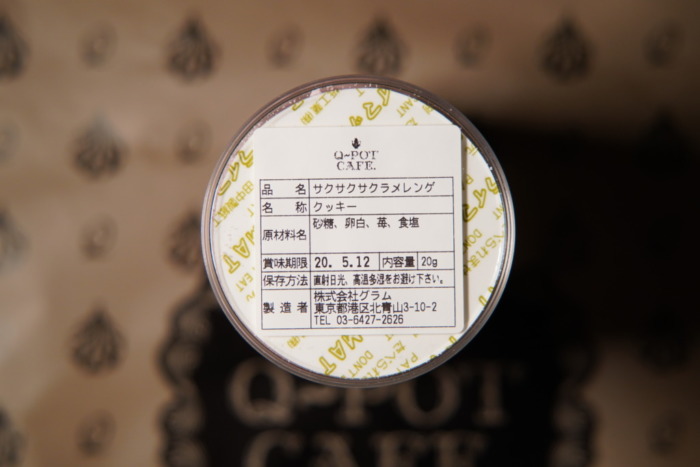 Q-POT
CAFE.
品名 サクサクサクラメレンゲ
名称 クッキー
原材料名 砂糖、卵白、苺、食塩
賞味期限 20. 5.12 内容量 20g
保存方法 直射日光、高温多湿をお避け下さい。
製造者 株式会社グラム
東京都港区北青山3-10-2
TEL 03-6427-2626
Q-POT
CAFE